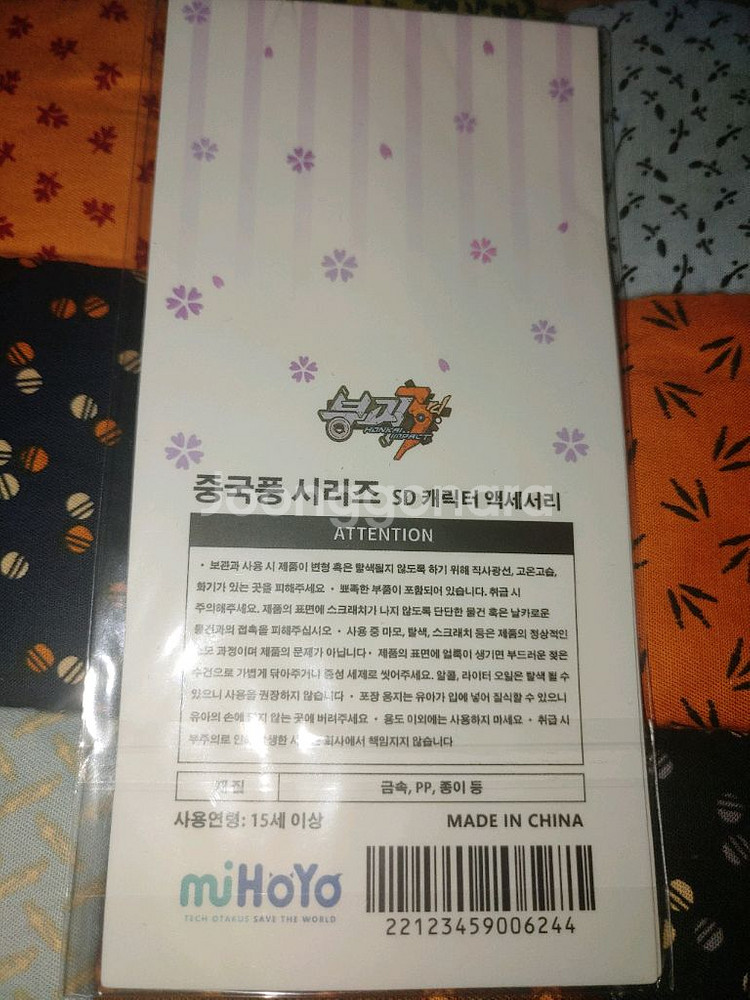 붕괴3rd
HONKAI IMPACT
중국풍 시리즈 SD 캐릭터 액세서리
joonggonara
ATTENTION
• 보관과 사용 시 제품이 변형 혹은 탈색될지 않도록 하기 위해 직사광선, 고온고습,
화기가 있는 곳을 피해주세요 • 뾰족한 부품이 포함되어 있습니다. 취급 시
주의해주세요. 제품의 표면에 스크래치가 나지 않도록 단단한 물건 혹은 날카로운
물건과의 접촉을 피해주십시오 • 사용 중 마모, 탈색, 스크래치 등은 제품의 정상적인
과정이며 제품의 문제가 아닙니다 • 제품의 표면에 얼룩이 생기면 부드러운 젖은
수건으로 가볍게 닦아주거나 중성 세제로 씻어주세요. 알콜, 라이터 오일은 탈색 될 수
있으니 사용을 권장하지 않습니다 • 포장 용지는 유아가 입에 넣어 질식할 수 있으니
유아의 손에 닿지 않는 곳에 버려주세요 • 용도 이외에는 사용하지 마세요 • 취급 시
부주의로 회사에서 책임지지 않습니다
재질 금속, PP, 종이 등
사용연령: 15세 이상 MADE IN CHINA
miHoYo
TECH OTAKUS SAVE THE WORLD
22123459006244